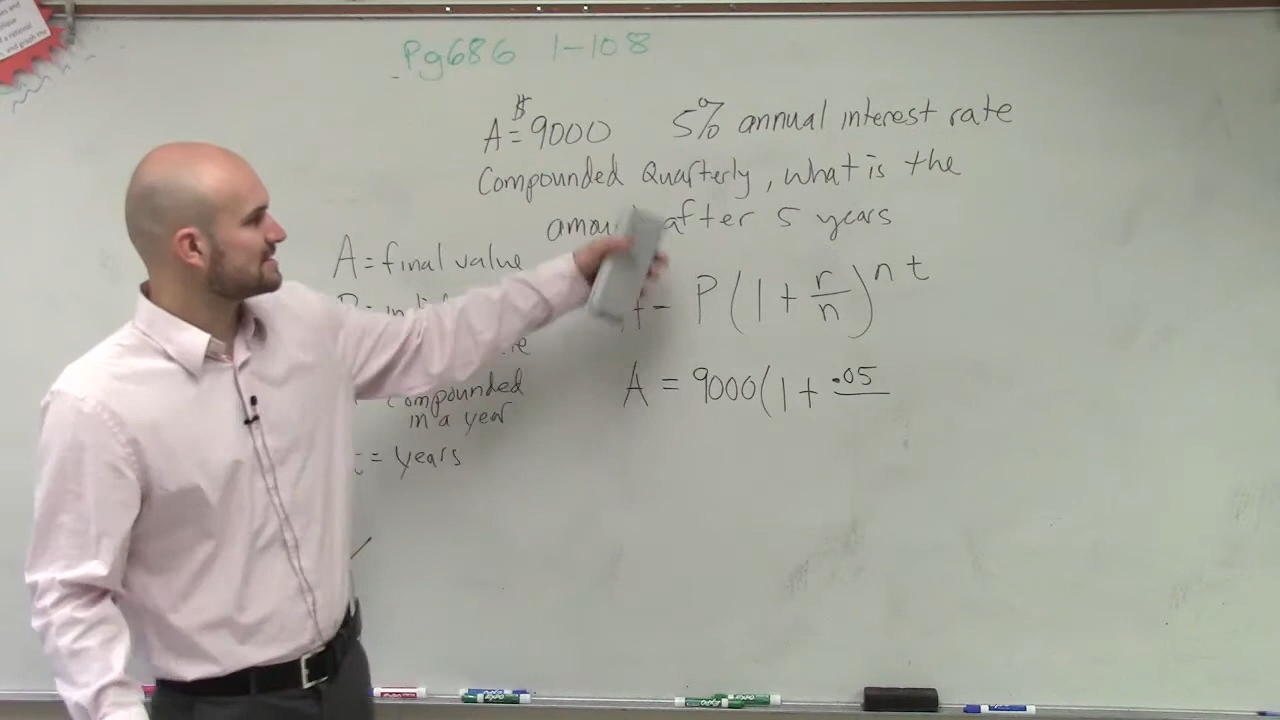 Pg686 1-108
A = $9000 5% annual interest rate
Compounded Quarterly, what is the
after 5 years
A = final value
P (1 + r/n)^nt
A = 9000(1 + .05
compounded
in a year
= years